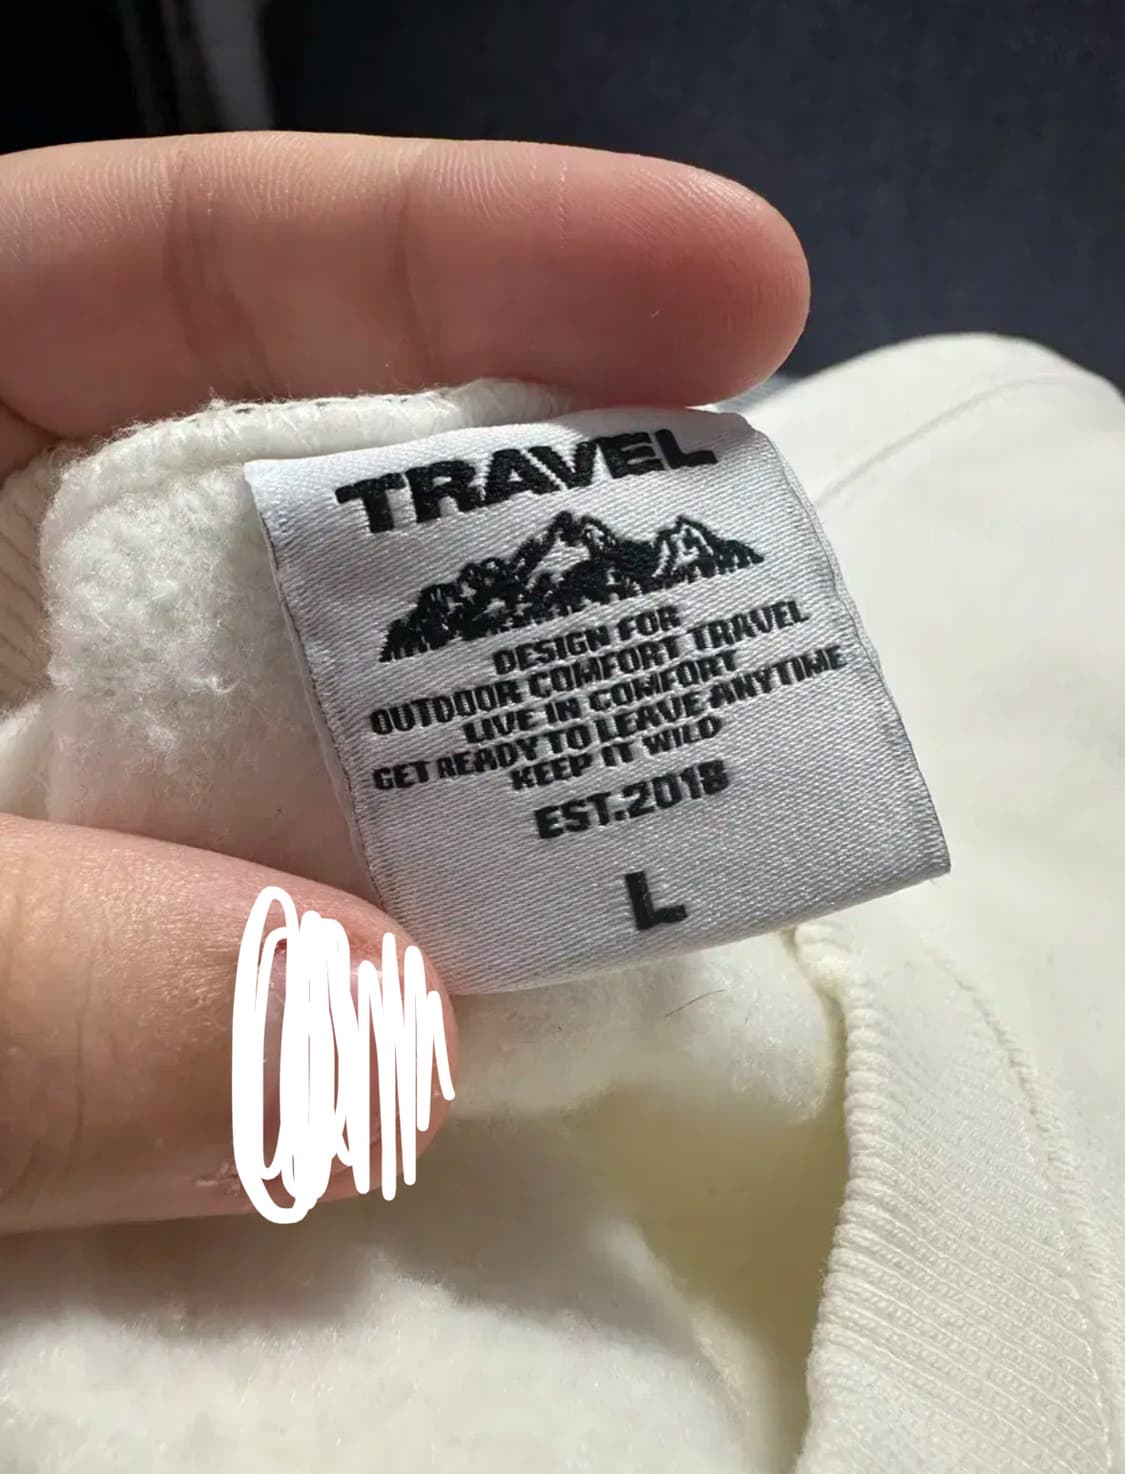 TRAVEL
DESIGN FOR
OUTDOOR COMFORT TRAVEL
LIVE IN COMFORT
GET READY TO LEAVE ANYTIME
KEEP IT WILD
EST.2018
L